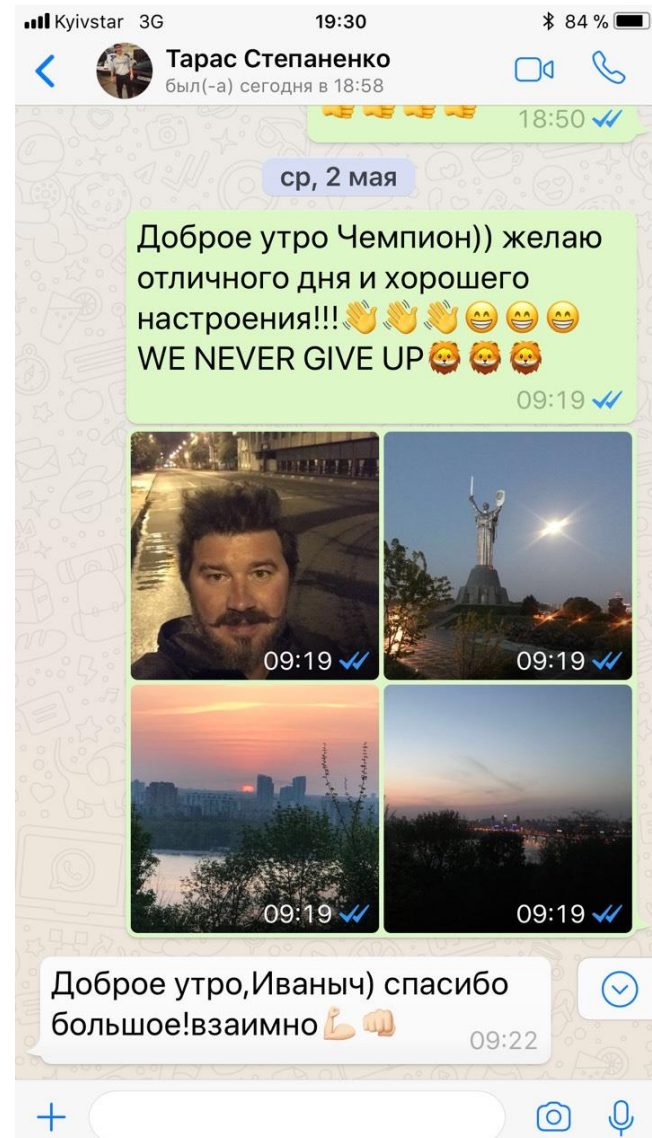 Kyivstar 3G 19:30 84 %
Тарас Степаненко
был(-а) сегодня в 18:58
18:50
ср, 2 мая
Доброе утро Чемпион)) желаю
отличного дня и хорошего
настроения!!!👋👋👋😁😁😁
WE NEVER GIVE UP🦁🦁🦁
09:19
09:19 09:19
09:19 09:19
Доброе утро,Иваныч) спасибо
большое!взаимно💪🏻👊🏻
09:22